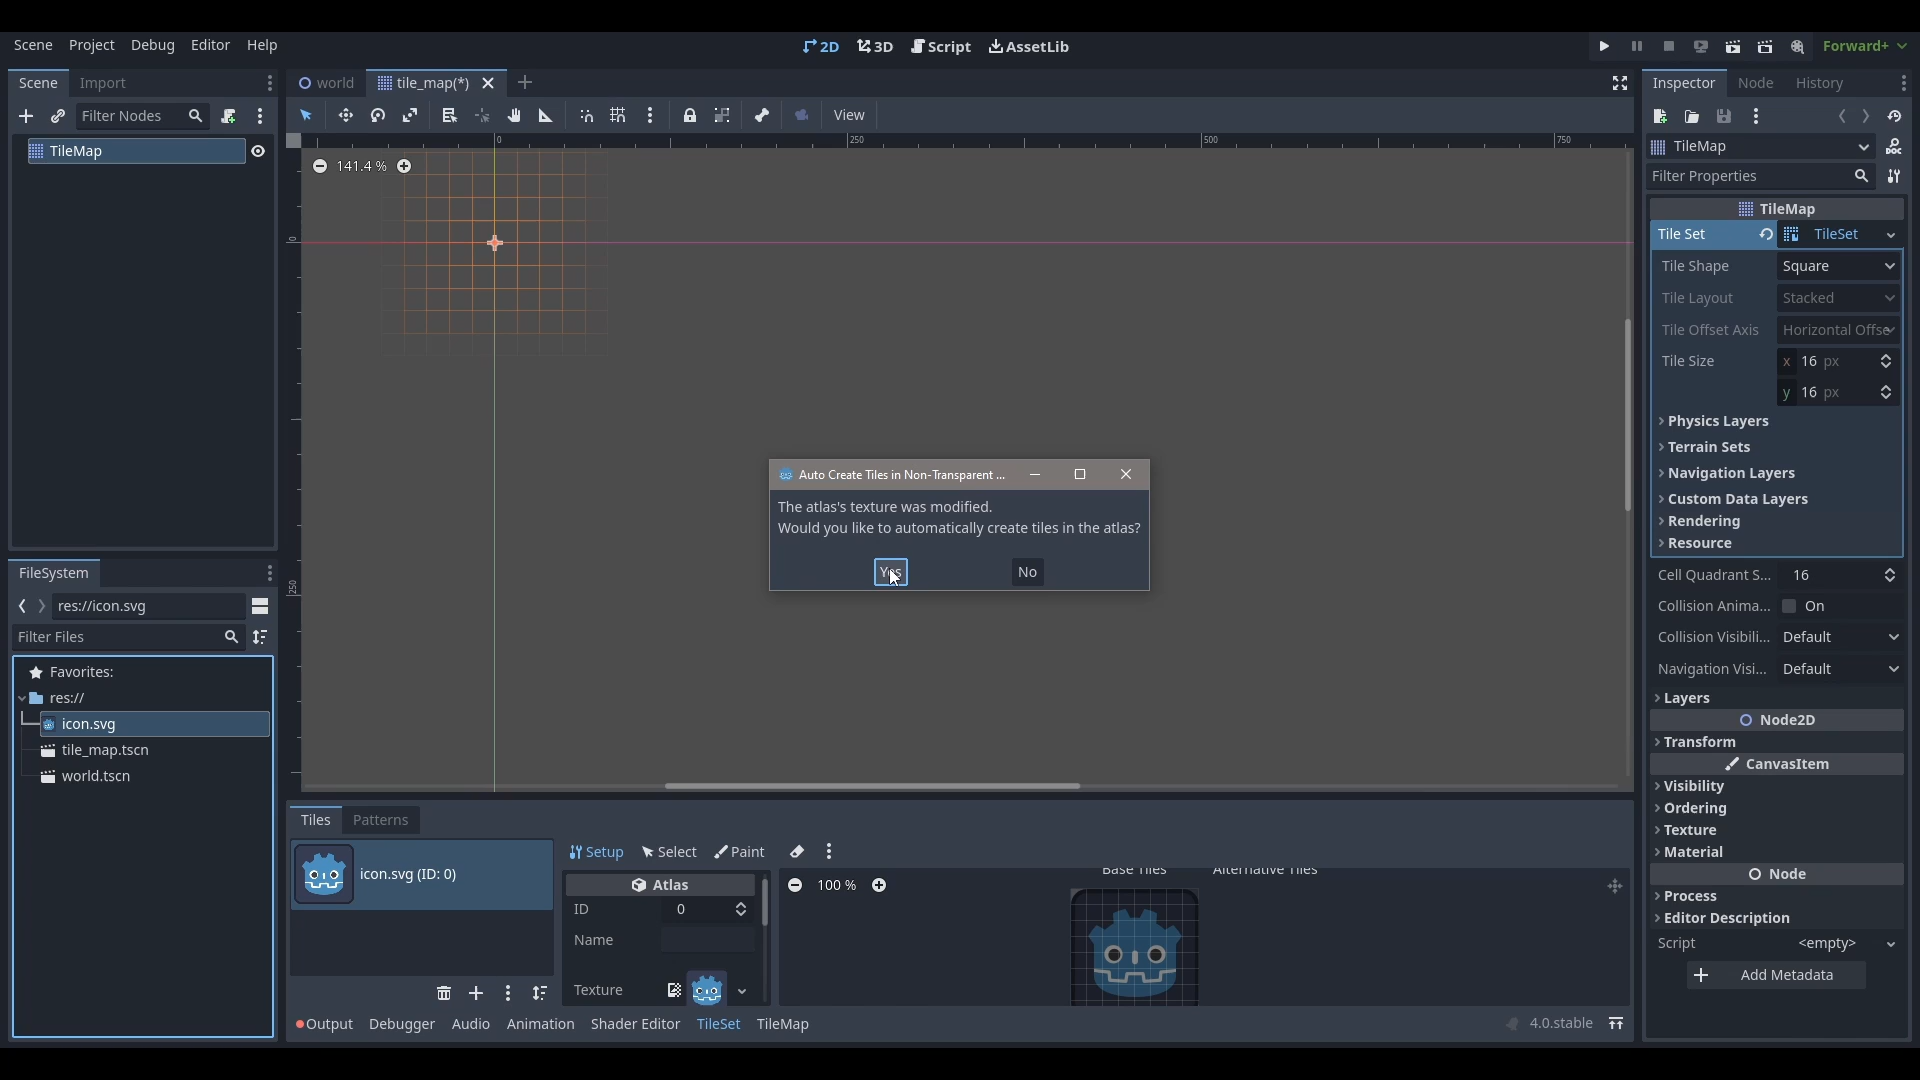 Scene Project Debug Editor Help
2D 3D Script AssetLib
Forward+
Scene Import
world tile_map(*)
Inspector Node History
Filter Nodes
View
TileMap
0 250 500 750
141.4 %
0
250
TileMap
Filter Properties
TileMap
Tile Set TileSet
Tile Shape Square
Tile Layout Stacked
Tile Offset Axis Horizontal Offse
Tile Size x 16 px
y 16 px
Physics Layers
Terrain Sets
Navigation Layers
Custom Data Layers
Rendering
Resource
Cell Quadrant S... 16
Collision Anima... On
Collision Visibili... Default
Navigation Visi... Default
Layers
Node2D
Transform
CanvasItem
Visibility
Ordering
Texture
Material
Node
Process
Editor Description
Script <empty>
Add Metadata
Auto Create Tiles in Non-Transparent ...
The atlas's texture was modified.
Would you like to automatically create tiles in the atlas?
Yes No
FileSystem
res://icon.svg
Filter Files
Favorites:
res://
icon.svg
tile_map.tscn
world.tscn
Tiles Patterns
icon.svg (ID: 0)
Setup Select Paint
Atlas
ID 0
Name
Texture
100 %
Base Tiles Alternative Tiles
Output Debugger Audio Animation Shader Editor TileSet TileMap
4.0.stable